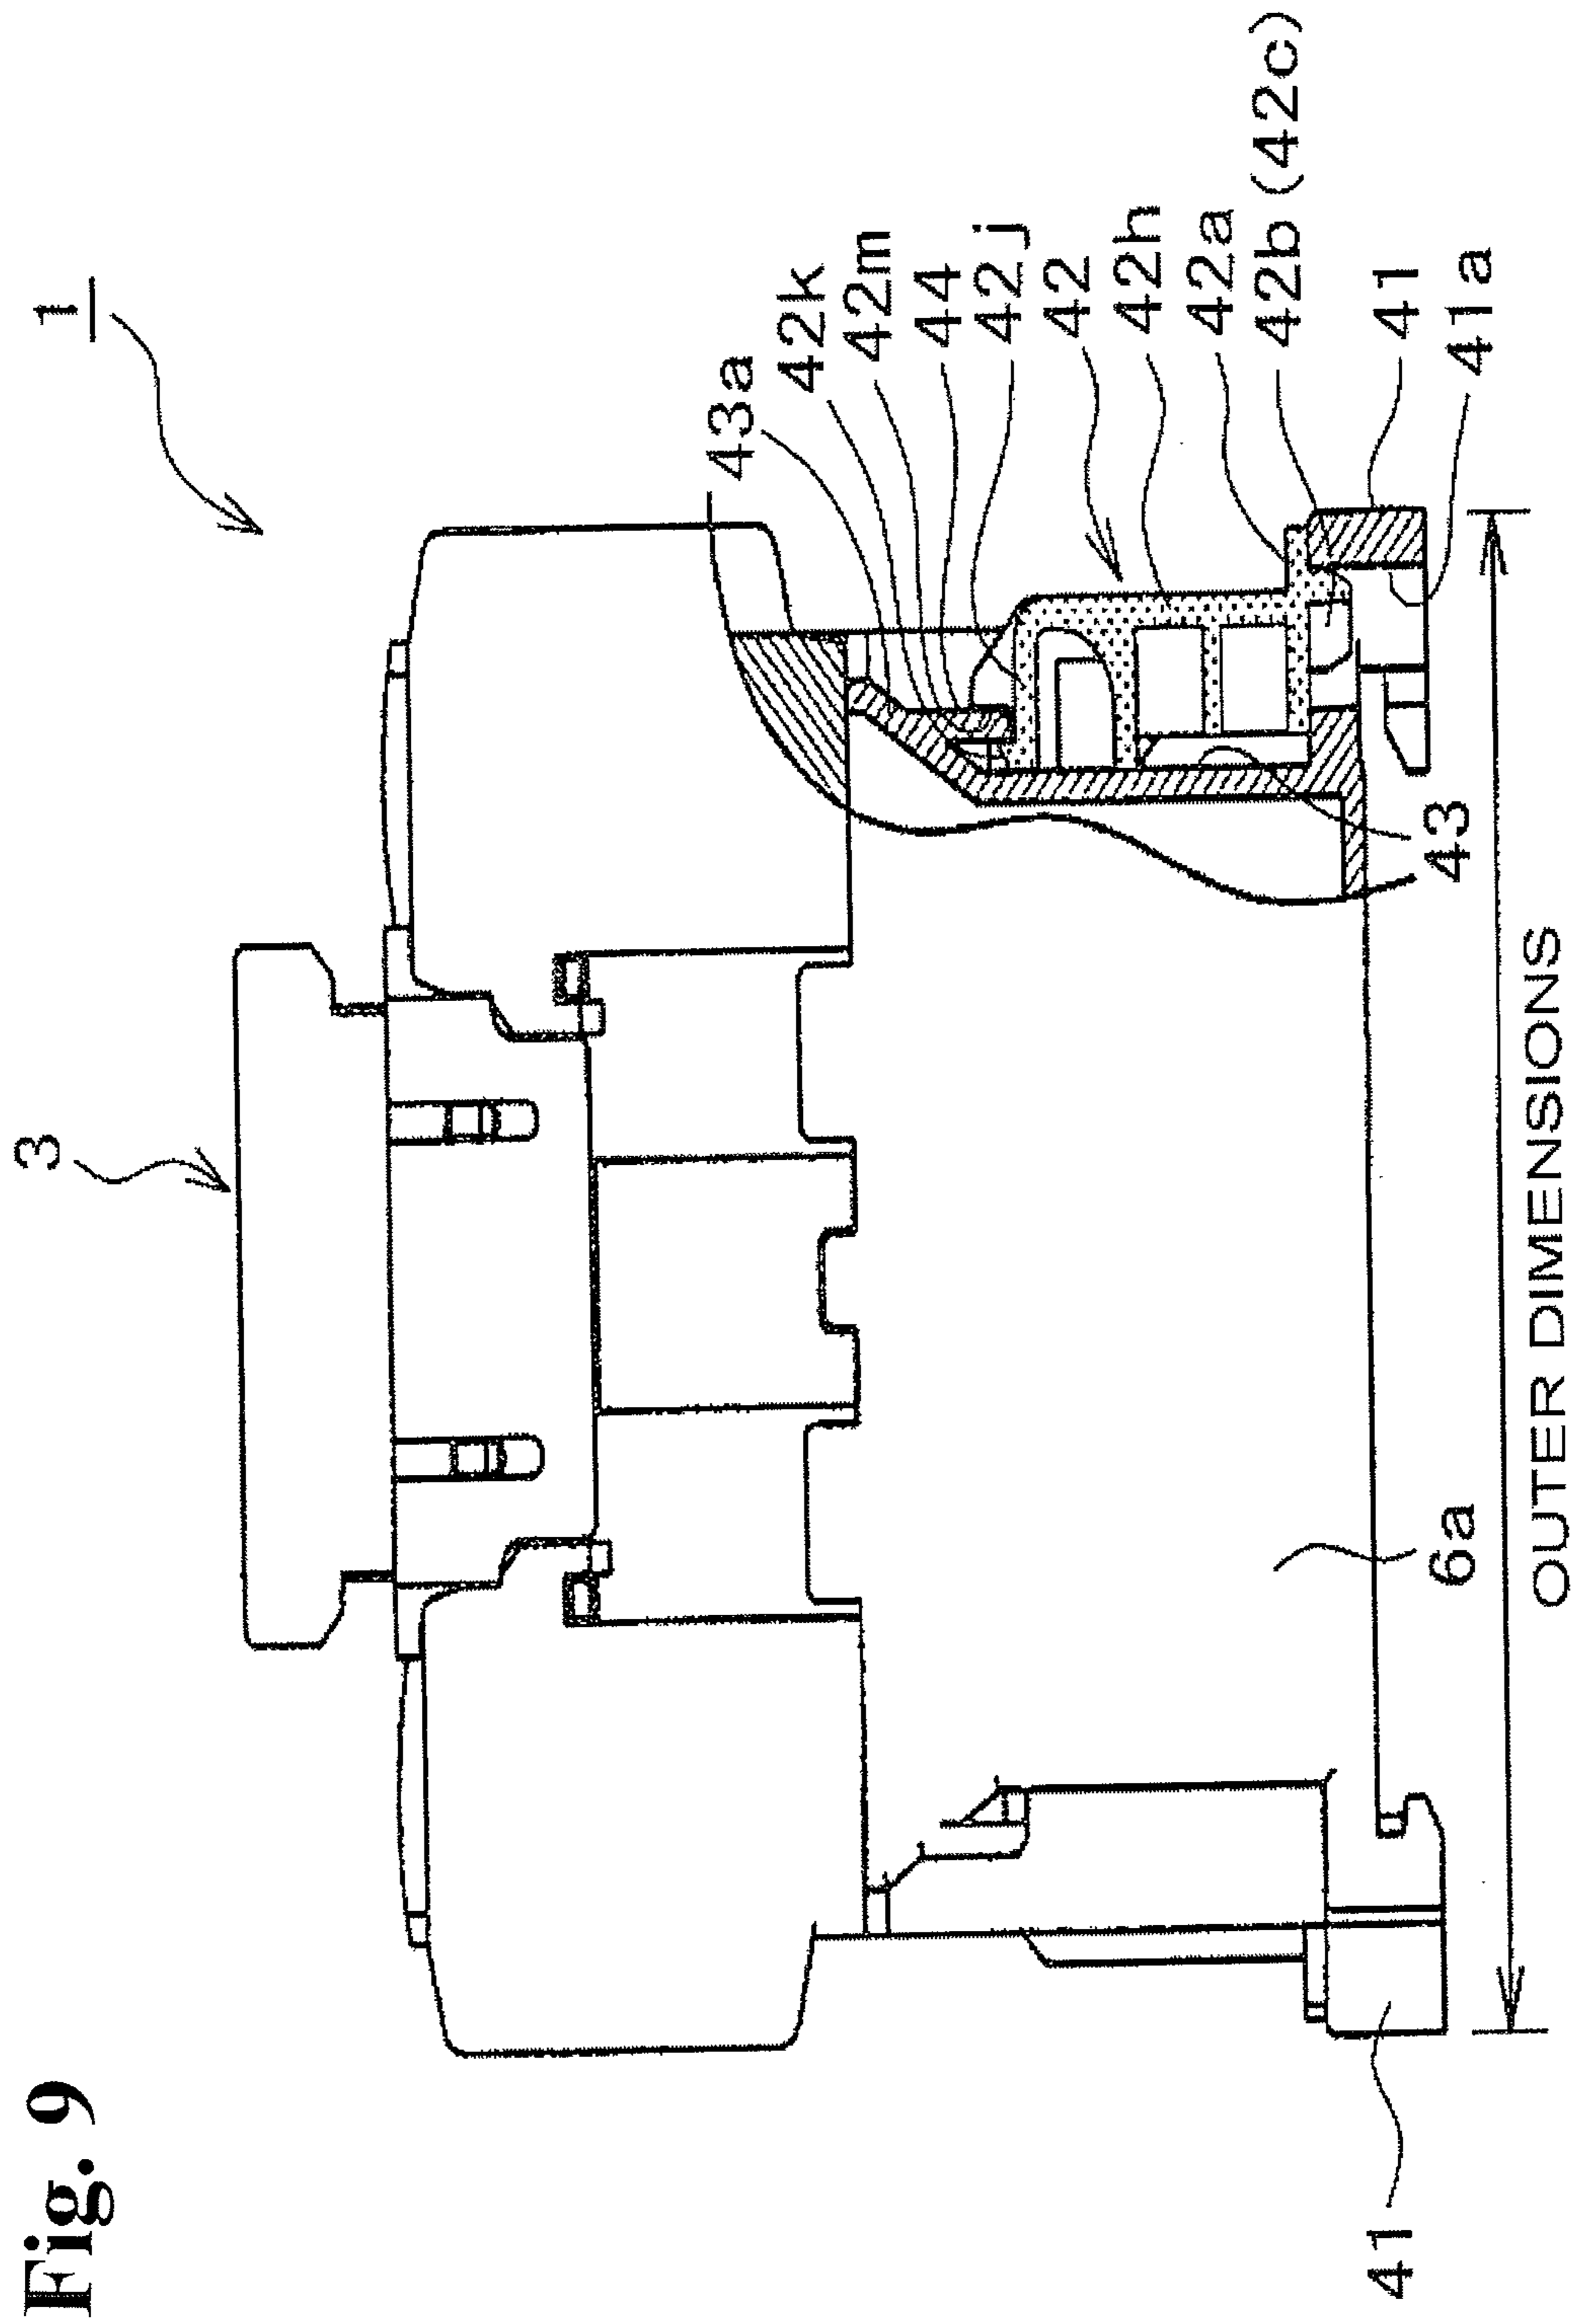 Fig. 9
1
3
43a
42k
42m
44
42j
42
42h
42a
42b (42c)
41
41a
43
6a
41
OUTER DIMENSIONS